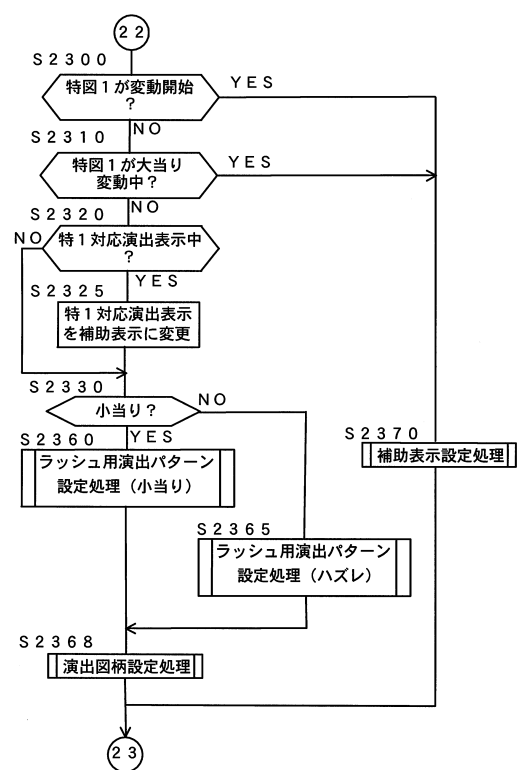 22
S2300
特図1が変動開始
?
YES
NO
S2310
特図1が大当り
変動中?
YES
NO
S2320
特1対応演出表示中
?
NO
YES
S2325
特1対応演出表示
を補助表示に変更
S2330
小当り?
NO
YES
S2360
ラッシュ用演出パターン
設定処理(小当り)
S2370
補助表示設定処理
S2365
ラッシュ用演出パターン
設定処理(ハズレ)
S2368
演出図柄設定処理
23